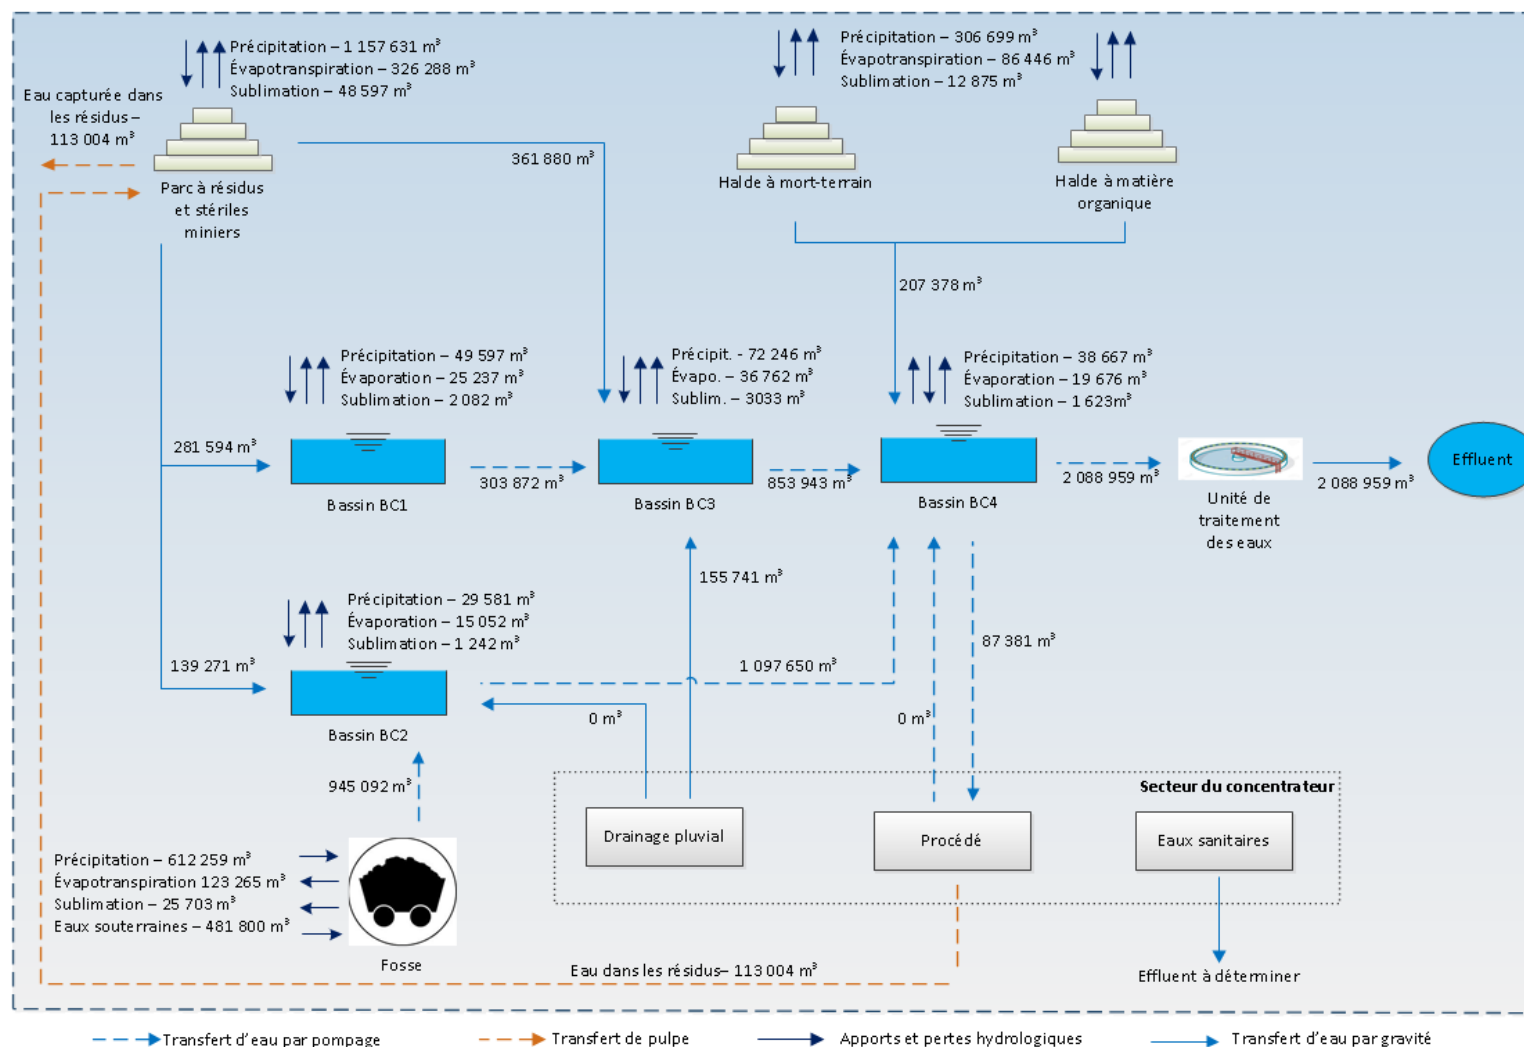 Précipitation – 1 157 631 m³
Évapotranspiration – 326 288 m³
Sublimation – 48 597 m³
Eau capturée dans
les résidus –
113 004 m³
Parc à résidus
et stériles
miniers
361 880 m³
Précipitation – 306 699 m³
Évapotranspiration – 86 446 m³
Sublimation – 12 875 m³
Halde à mort-terrain
Halde à matière
organique
207 378 m³
Précipitation – 49 597 m³
Évaporation – 25 237 m³
Sublimation – 2 082 m³
Précipit. - 72 246 m³
Évapo. – 36 762 m³
Sublim. – 3033 m³
Précipitation – 38 667 m³
Évaporation – 19 676 m³
Sublimation – 1 623m³
281 594 m³
Bassin BC1
303 872 m³
Bassin BC3
853 943 m³
Bassin BC4
2 088 959 m³
Unité de
traitement
des eaux
2 088 959 m³
Effluent
155 741 m³
Précipitation – 29 581 m³
Évaporation – 15 052 m³
Sublimation – 1 242 m³
139 271 m³
Bassin BC2
1 097 650 m³
87 381 m³
0 m³
0 m³
945 092 m³
Secteur du concentrateur
Drainage pluvial
Procédé
Eaux sanitaires
Précipitation – 612 259 m³
Évapotranspiration 123 265 m³
Sublimation – 25 703 m³
Eaux souterraines – 481 800 m³
Fosse
Eau dans les résidus– 113 004 m³
Effluent à déterminer
Transfert d'eau par pompage
Transfert de pulpe
Apports et pertes hydrologiques
Transfert d'eau par gravité